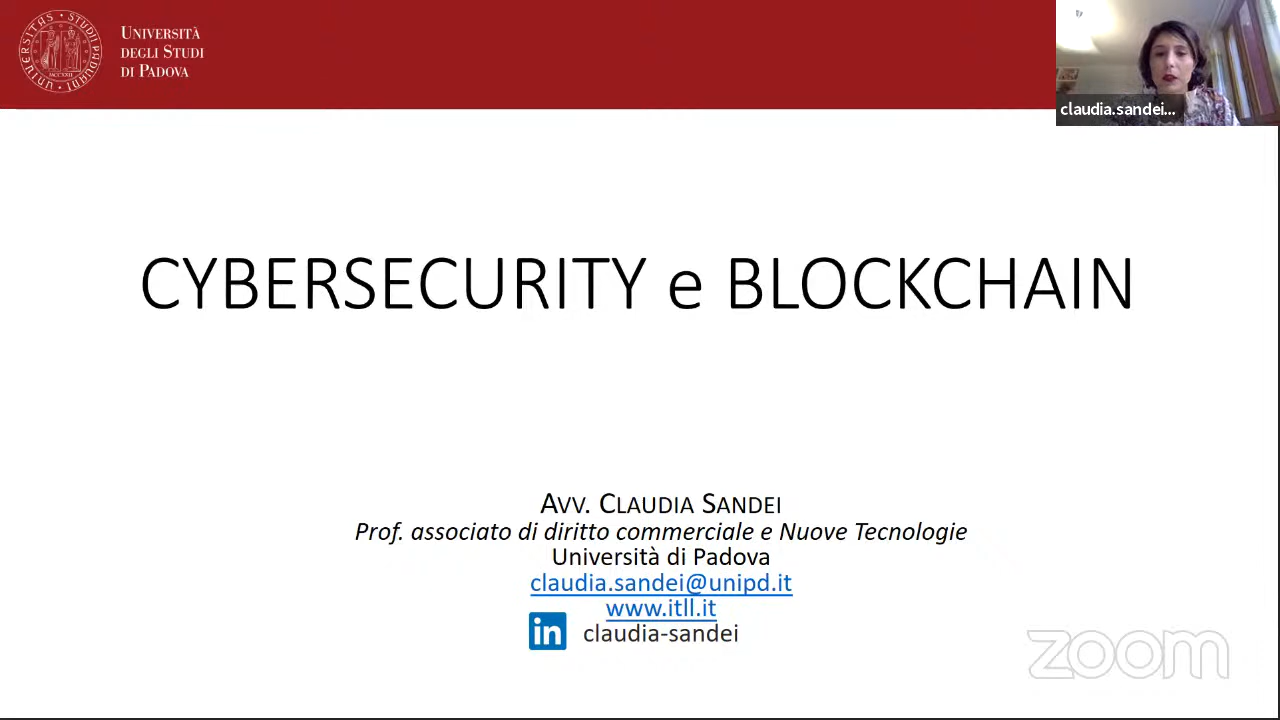 UNIVERSITÀ
DEGLI STUDI
DI PADOVA
claudia.sandei...
CYBERSECURITY e BLOCKCHAIN
AVV. CLAUDIA SANDEI
Prof. associato di diritto commerciale e Nuove Tecnologie
Università di Padova
claudia.sandei@unipd.it
www.itll.it
in claudia-sandei
zoom